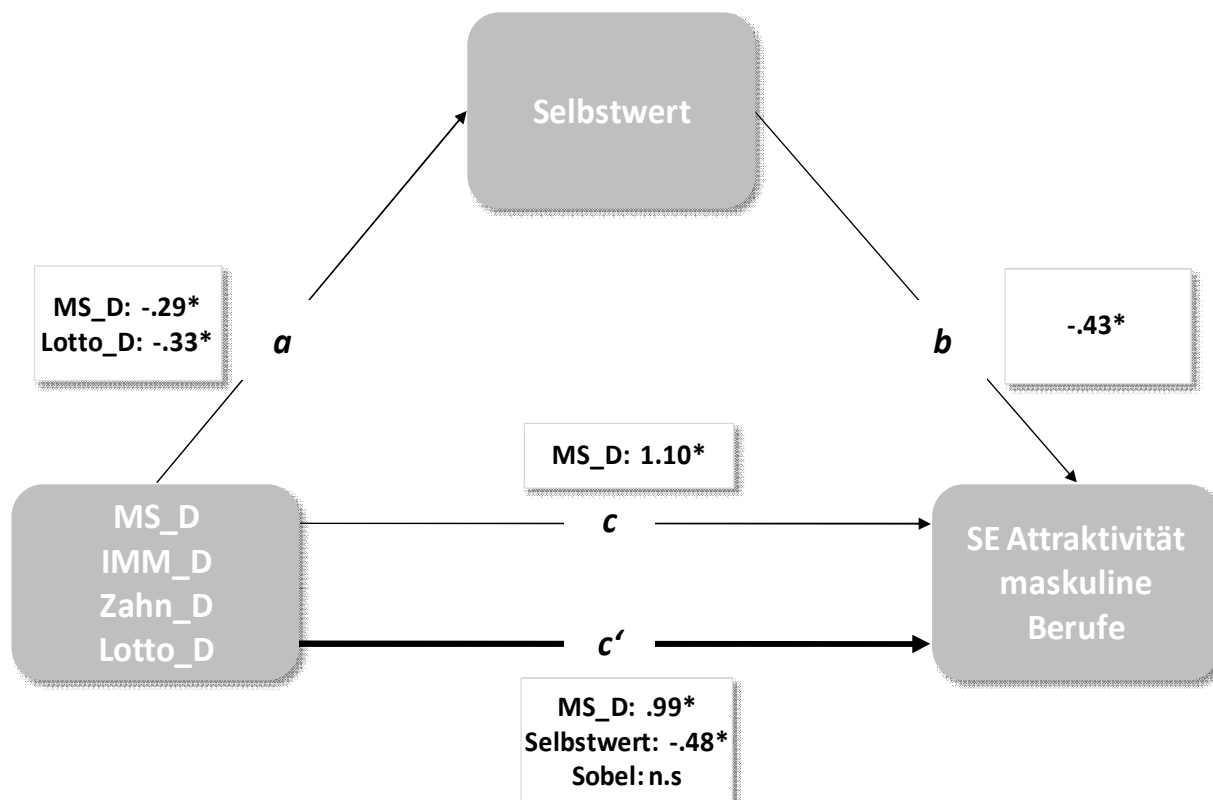 Selbstwert
MS_D: -.29*
Lotto_D: -.33*
a
b
-.43*
MS_D: 1.10*
c
MS_D
IMM_D
Zahn_D
Lotto_D
SE Attraktivität
maskuline
Berufe
c‘
MS_D: .99*
Selbstwert: -.48*
Sobel: n.s